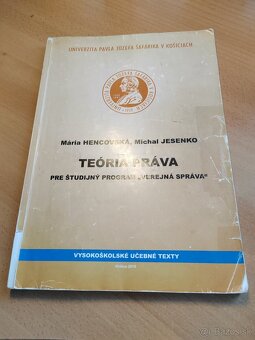 UNIVERZITA PAVLA JOZEFA ŠAFÁRIKA V KOŠICIACH
Mária HENCOVSKÁ, Michal JESENKO
TEÓRIA PRÁVA
PRE ŠTUDIJNÝ PROGRAM „VEREJNÁ SPRÁVA“
VYSOKOŠKOLSKÉ UČEBNÉ TEXTY